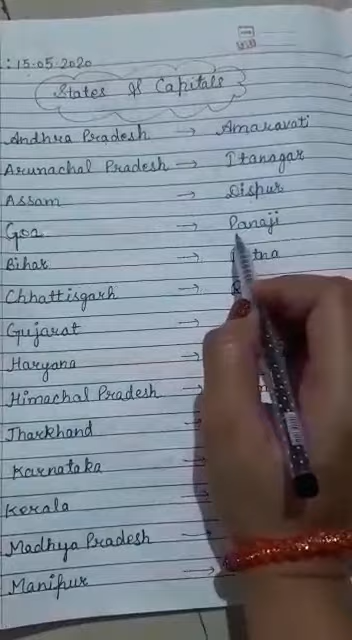 : 15.05.2020
States & Capitals
Andhra Pradesh → Amaravati
Arunachal Pradesh → Itanagar
Assam → Dispur
Goa → Panaji
Bihar → tna
Chhattisgarh →
Gujarat →
Haryana →
Himachal Pradesh →
Jharkhand →
Karnataka →
Kerala →
Madhya Pradesh →
Manipur →